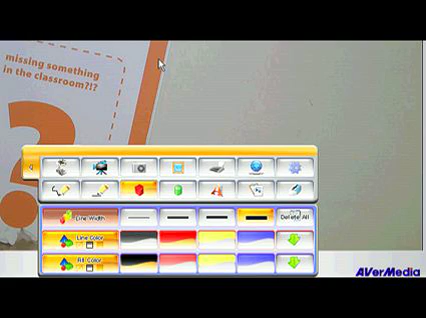 missing something
in the classroom?!?
?
Line Width
Delete All
Line Color
Fill Color
AVerMedia